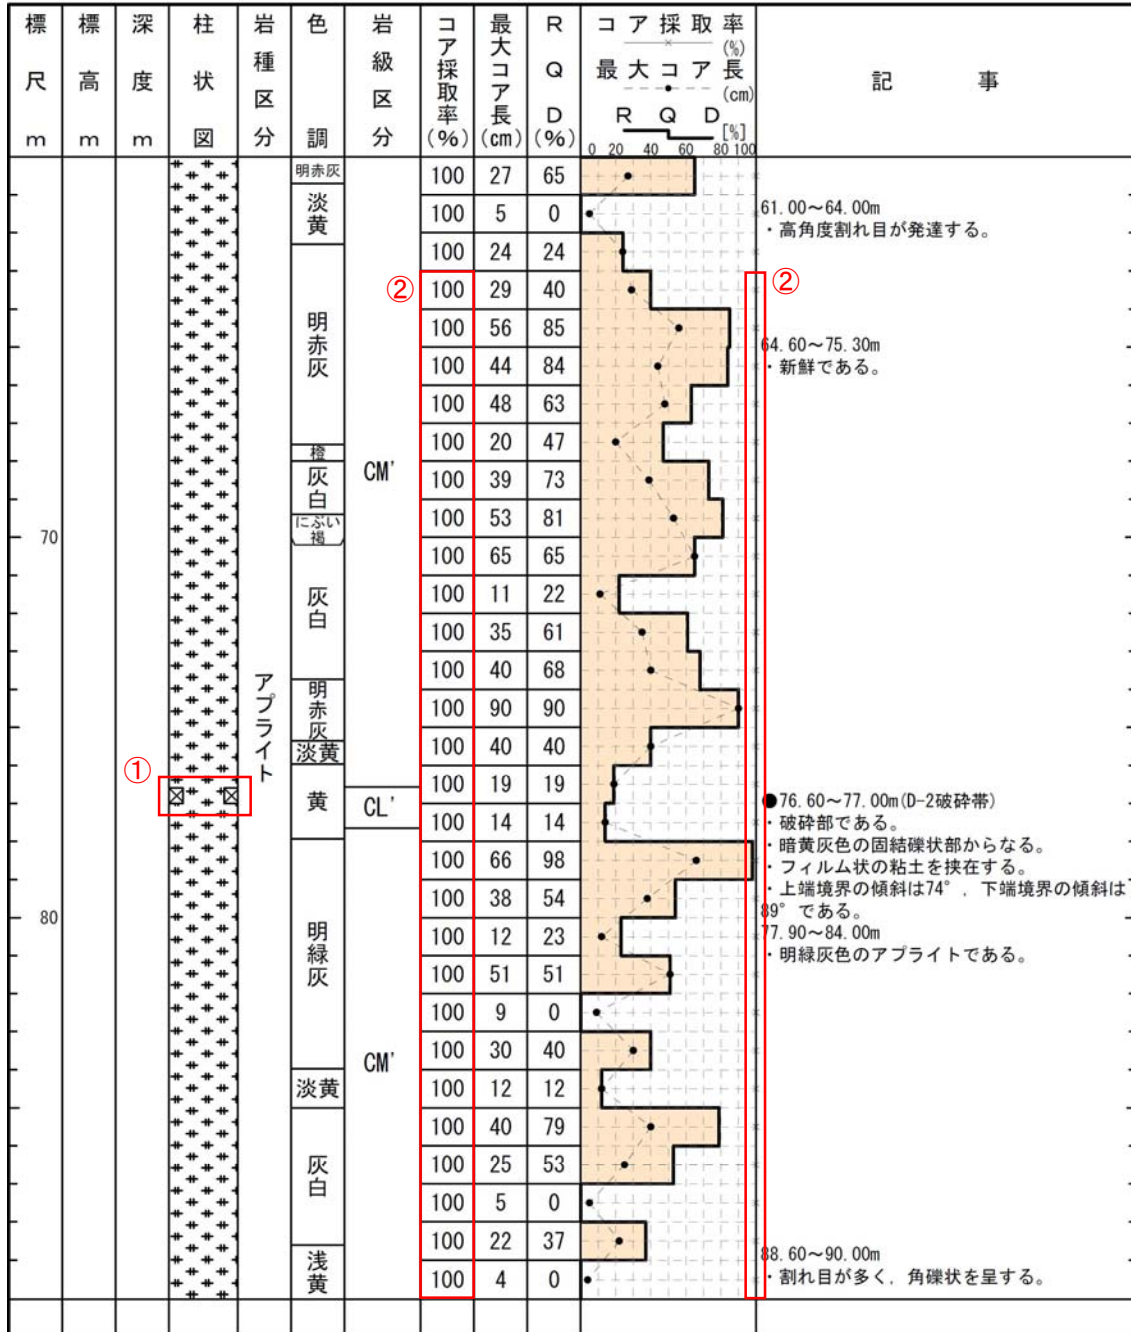 標尺m
標高m
深度m
柱状図
岩種区分
色調
岩級区分
コア採取率(%)
最大コア長(cm)
RQD(%)
コア採取率
(%)
最大コア長
(cm)
RQD
[%]
0 20 40 60 80 100
記事
70
80
アプライト
明赤灰
淡黄
明赤灰
橙
灰白
にぶい褐
灰白
明赤灰
淡黄
黄
明緑灰
淡黄
灰白
浅黄
CM'
CL'
CM'
①
②
②
100 27 65
100 5 0
100 24 24
100 29 40
100 56 85
100 44 84
100 48 63
100 20 47
100 39 73
100 53 81
100 65 65
100 11 22
100 35 61
100 40 68
100 90 90
100 40 40
100 19 19
100 14 14
100 66 98
100 38 54
100 12 23
100 51 51
100 9 0
100 30 40
100 12 12
100 40 79
100 25 53
100 5 0
100 22 37
100 4 0
61.00～64.00m
・高角度割れ目が発達する。
64.60～75.30m
・新鮮である。
●76.60～77.00m(D-2破砕帯)
・破砕部である。
・暗黄灰色の固結礫状部からなる。
・フィルム状の粘土を挟在する。
・上端境界の傾斜は74°，下端境界の傾斜は
89°である。
77.90～84.00m
・明緑灰色のアプライトである。
88.60～90.00m
・割れ目が多く，角礫状を呈する。